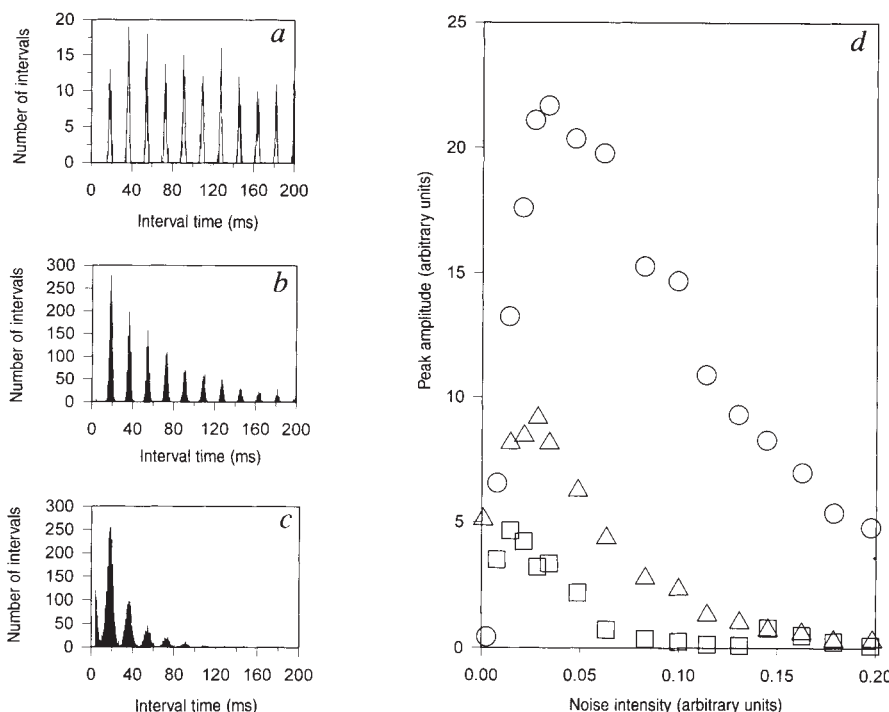 a
Number of intervals
20
15
10
5
0
0 40 80 120 160 200
Interval time (ms)
b
Number of intervals
300
250
200
150
100
50
0
0 40 80 120 160 200
Interval time (ms)
c
Number of intervals
300
250
200
150
100
50
0
0 40 80 120 160 200
Interval time (ms)
d
Peak amplitude (arbitrary units)
25
20
15
10
5
0
0.00 0.05 0.10 0.15 0.20
Noise intensity (arbitrary units)